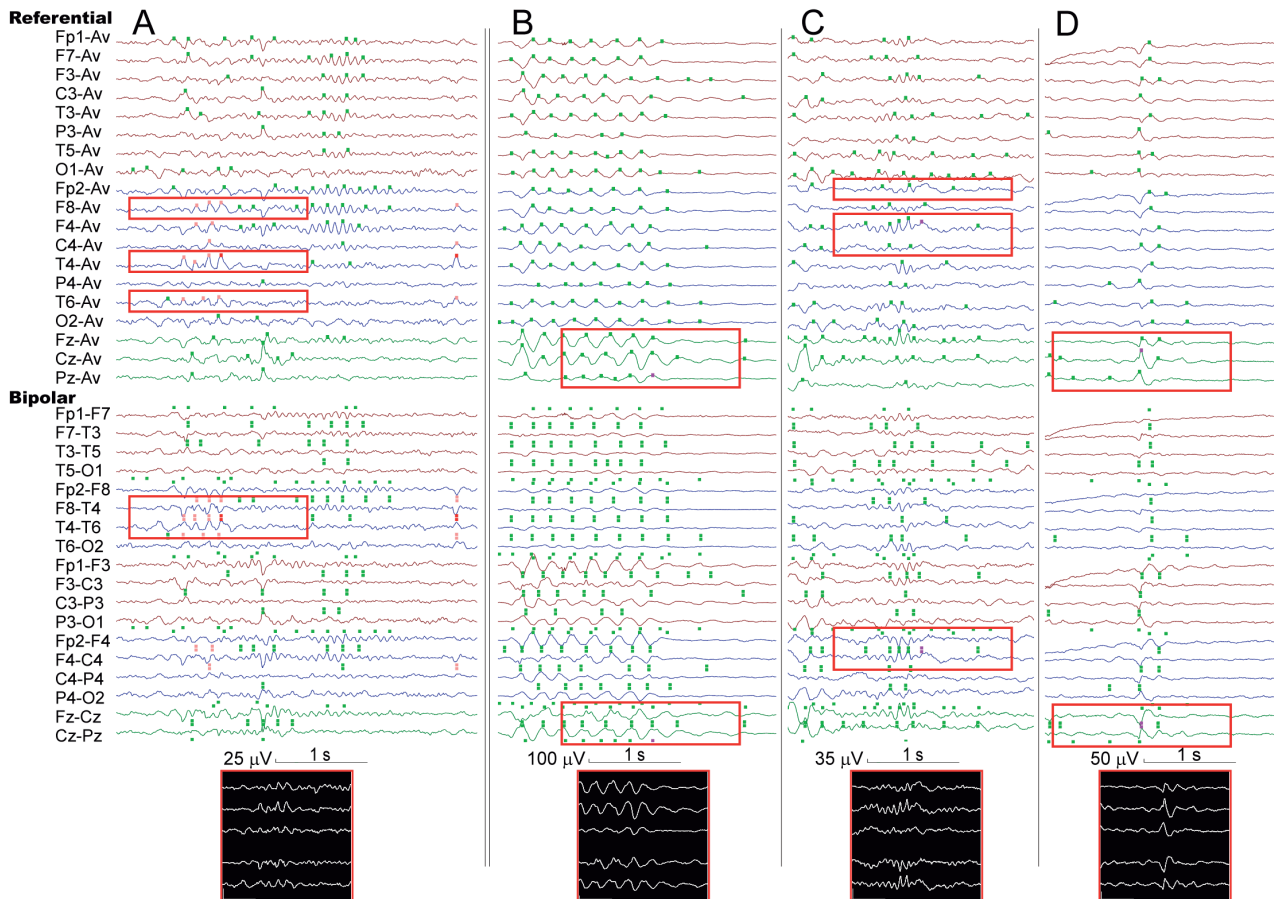 Referential
A B C D
Fp1-Av
F7-Av
F3-Av
C3-Av
T3-Av
P3-Av
T5-Av
O1-Av
Fp2-Av
F8-Av
F4-Av
C4-Av
T4-Av
P4-Av
T6-Av
O2-Av
Fz-Av
Cz-Av
Pz-Av
Bipolar
Fp1-F7
F7-T3
T3-T5
T5-O1
Fp2-F8
F8-T4
T4-T6
T6-O2
Fp1-F3
F3-C3
C3-P3
P3-O1
Fp2-F4
F4-C4
C4-P4
P4-O2
Fz-Cz
Cz-Pz
25 µV 1 s 100 µV 1 s 35 µV 1 s 50 µV 1 s